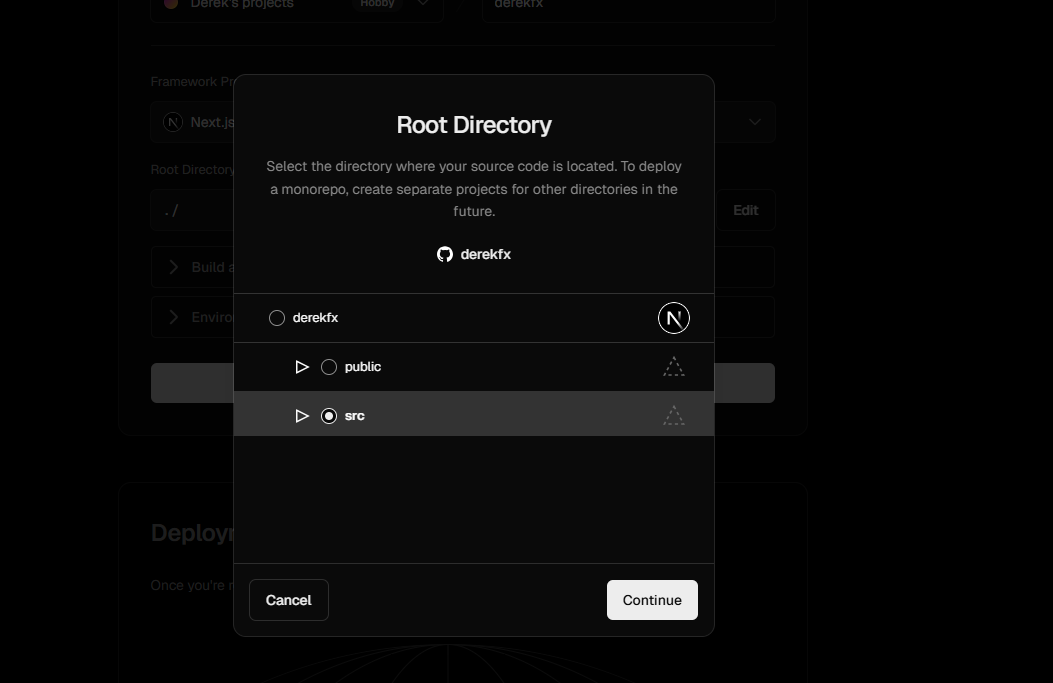 Derek's projects
Hobby
derekfx
Framework Pr
Next.js
Root Directory
./
Edit
Build a
Enviro
Root Directory
Select the directory where your source code is located. To deploy
a monorepo, create separate projects for other directories in the
future.
derekfx
derekfx
public
src
Cancel
Continue
Deployr
Once you're r